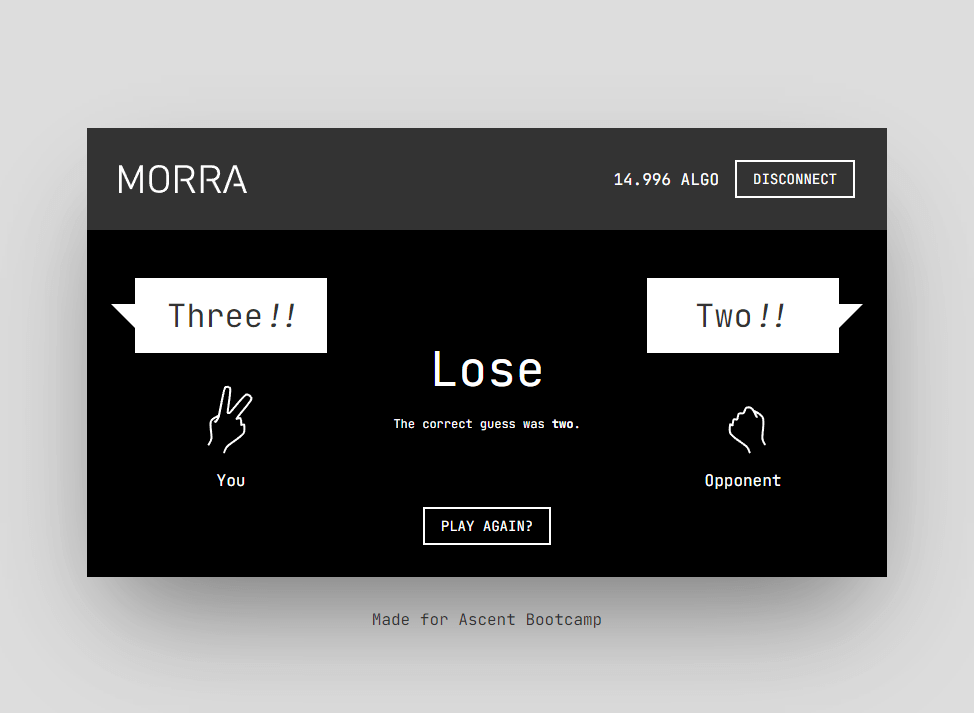 MORRA
14.996 ALGO
DISCONNECT
Three!!
Two!!
Lose
The correct guess was two.
You
Opponent
PLAY AGAIN?
Made for Ascent Bootcamp